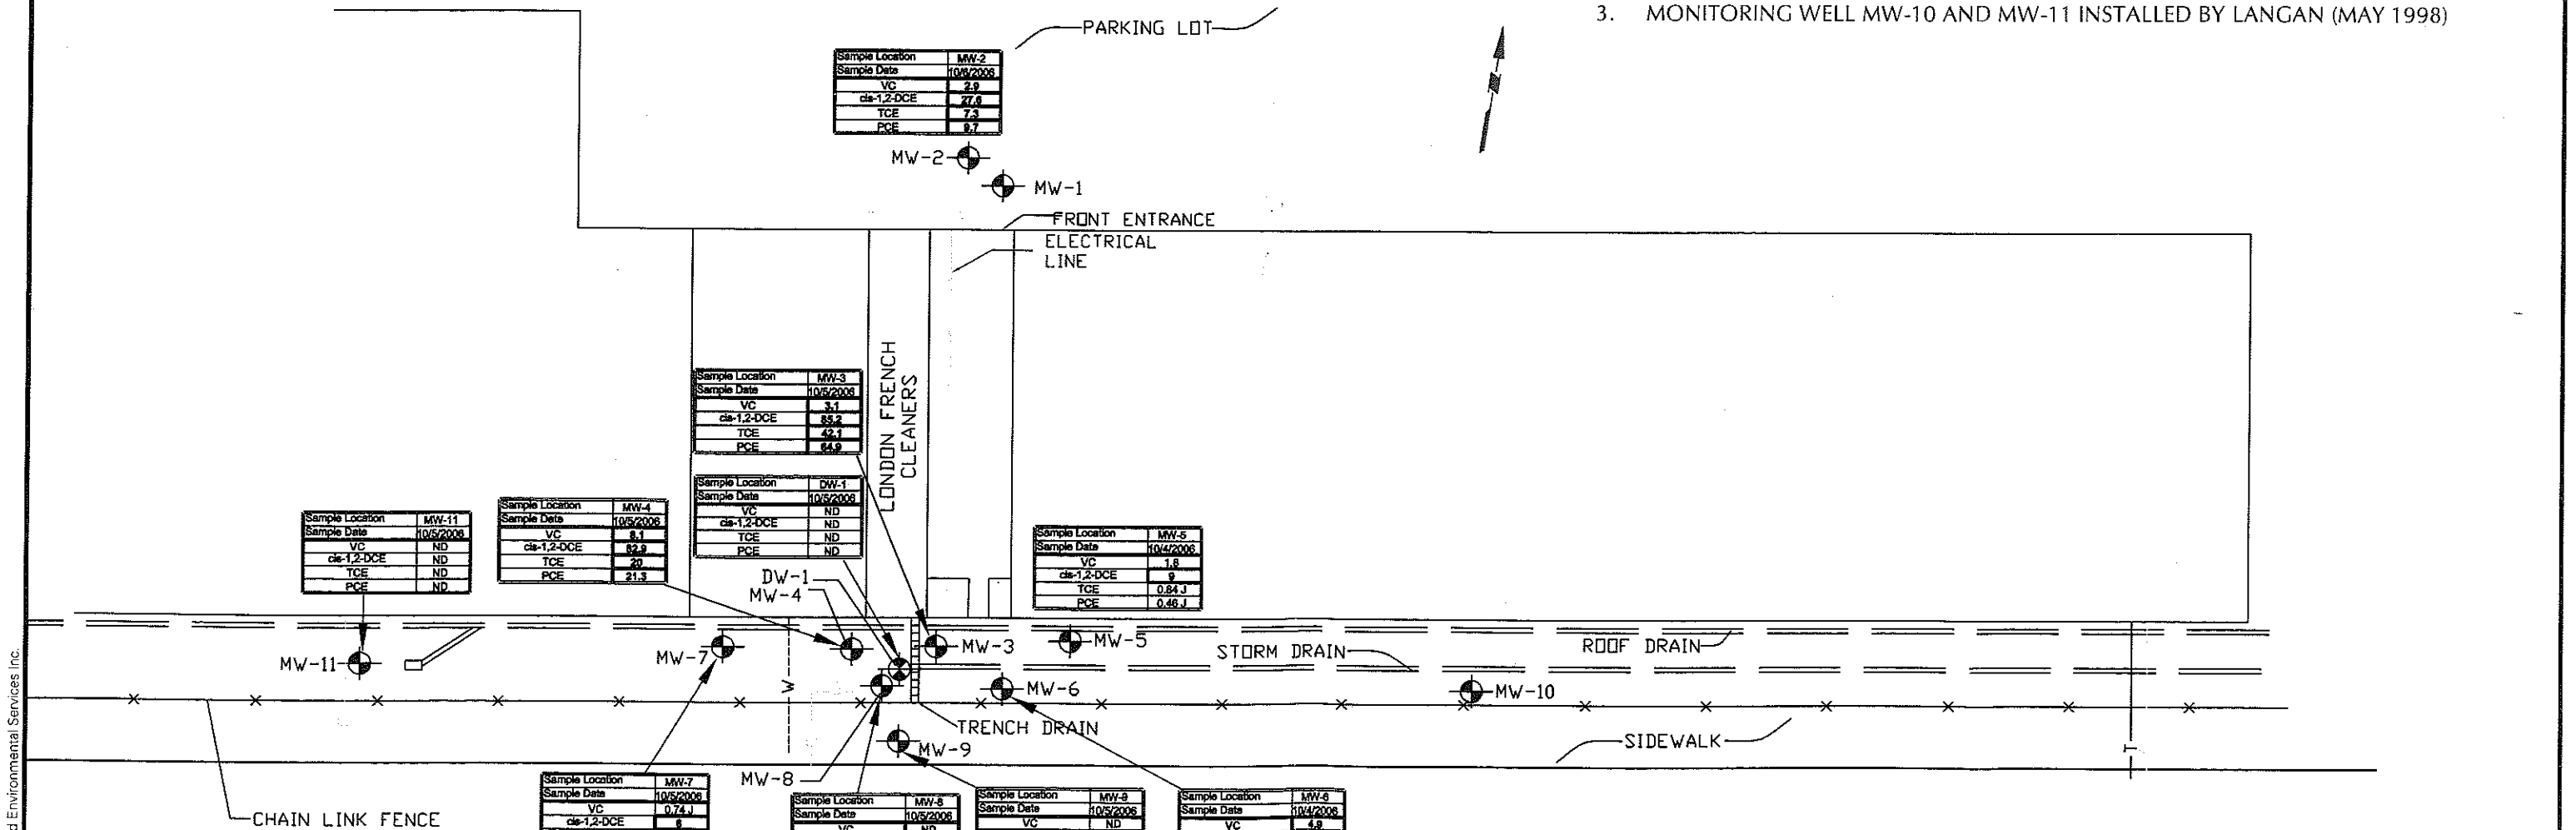 3. MONITORING WELL MW-10 AND MW-11 INSTALLED BY LANGAN (MAY 1998)
PARKING LOT
Sample Location MW-2
Sample Date 10/6/2006
VC 2.9
cis-1,2-DCE 27.6
TCE 7.3
PCE 9.7
MW-2
MW-1
FRONT ENTRANCE
ELECTRICAL
LINE
LONDON FRENCH
CLEANERS
Sample Location MW-3
Sample Date 10/5/2006
VC 3.1
cis-1,2-DCE 85.2
TCE 42.1
PCE 64.9
Sample Location DW-1
Sample Date 10/5/2006
VC ND
cis-1,2-DCE ND
TCE ND
PCE ND
Sample Location MW-11
Sample Date 10/5/2006
VC ND
cis-1,2-DCE ND
TCE ND
PCE ND
Sample Location MW-4
Sample Date 10/5/2006
VC 8.1
cis-1,2-DCE 82.9
TCE 20
PCE 21.3
Sample Location MW-5
Sample Date 10/4/2006
VC 1.8
cis-1,2-DCE 9
TCE 0.84 J
PCE 0.46 J
DW-1
MW-4
MW-11
MW-7
MW-3
MW-5
STORM DRAIN
ROOF DRAIN
W
MW-6
MW-10
TRENCH DRAIN
MW-9
SIDEWALK
T
MW-8
CHAIN LINK FENCE
Sample Location MW-7
Sample Date 10/5/2006
VC 0.74 J
cis-1,2-DCE 6
Sample Location MW-8
Sample Date 10/5/2006
VC ND
Sample Location MW-9
Sample Date 10/5/2006
VC ND
Sample Location MW-6
Sample Date 10/4/2006
VC 4.9
d Environmental Services Inc.